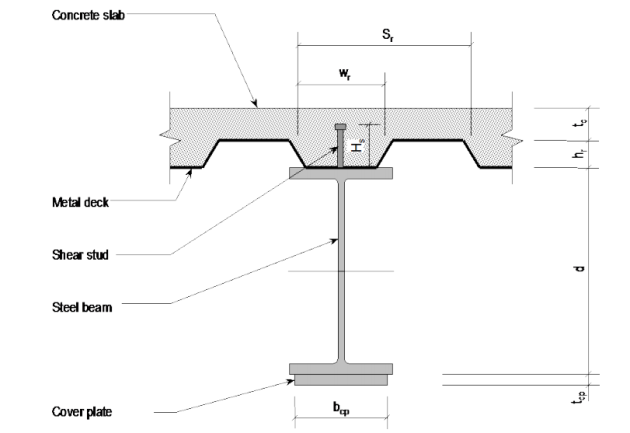 Concrete slab
Sr
wr
tc
Hs
hr
Metal deck
Shear stud
d
Steel beam
tcp
Cover plate
bcp